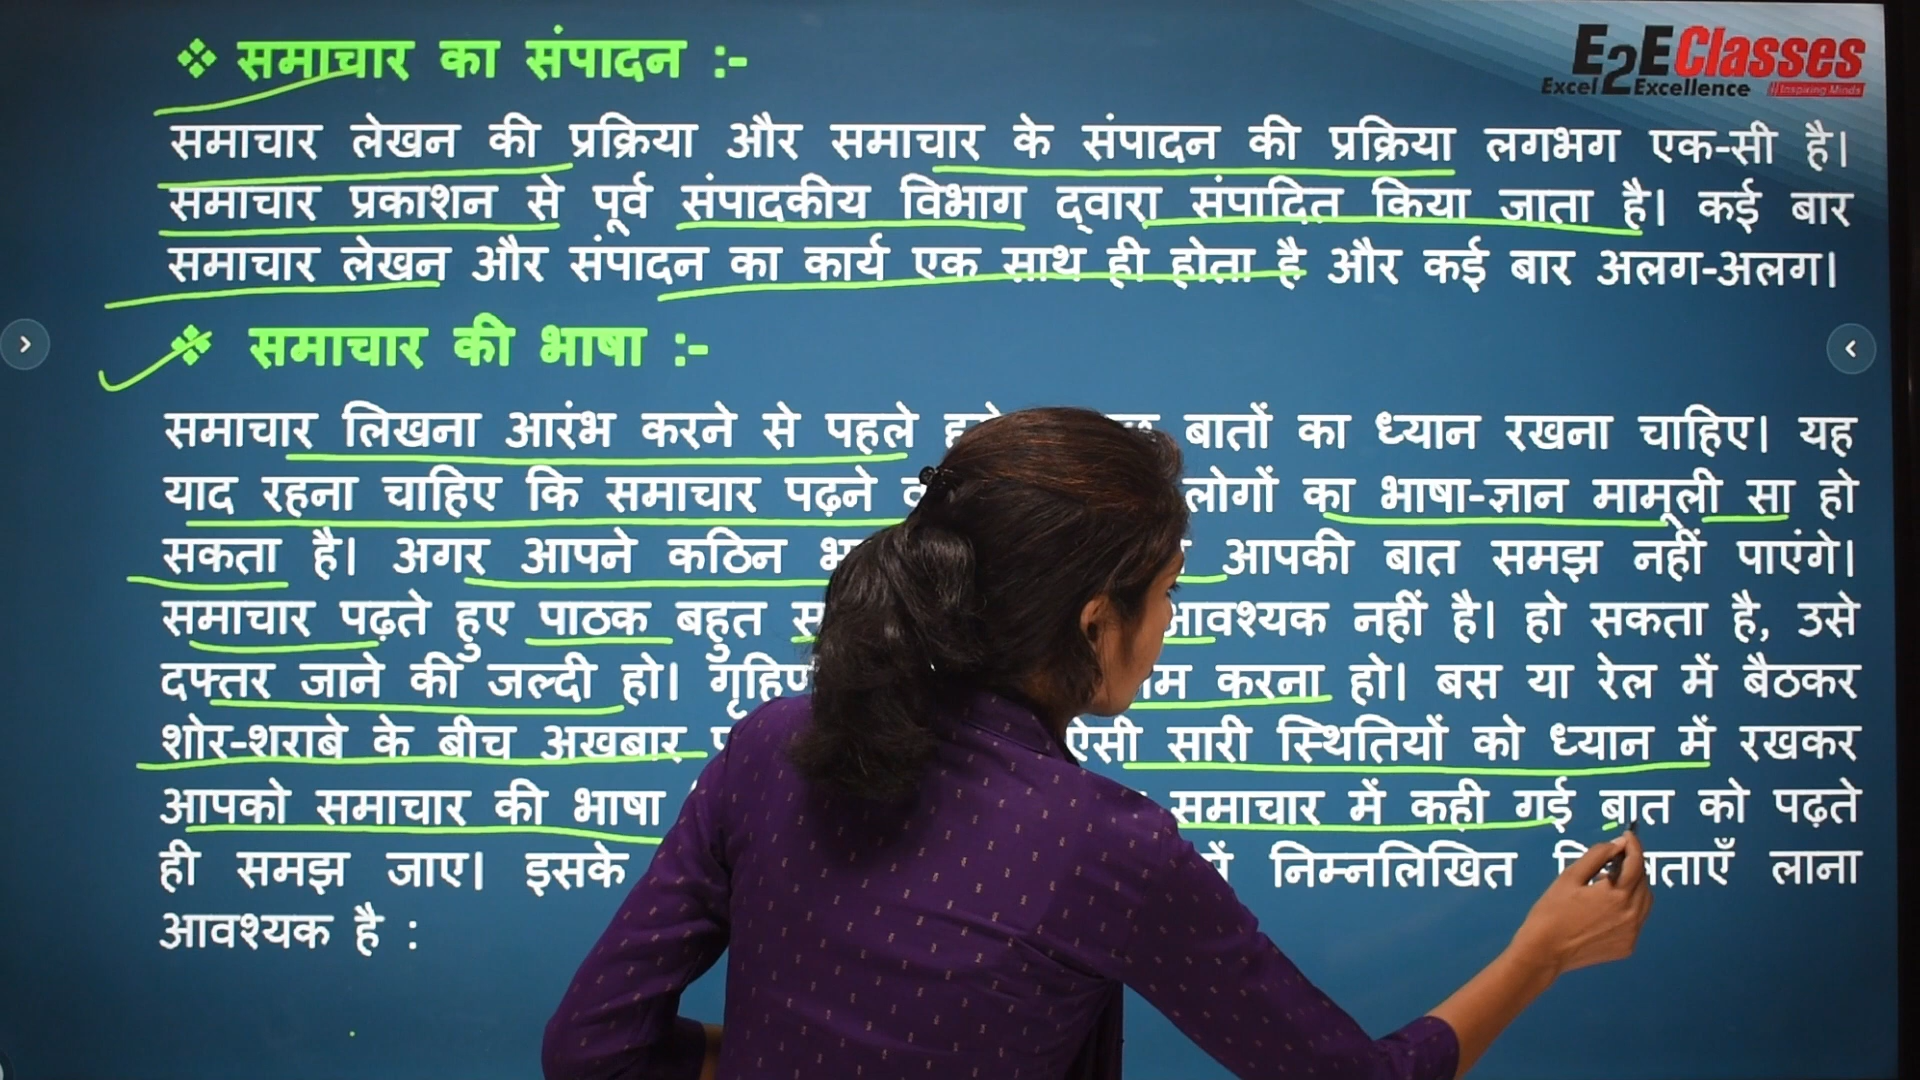 ❖ समाचार का संपादन :-
E2E Classes
Excel 2 Excellence Inspiring Minds
समाचार लेखन की प्रक्रिया और समाचार के संपादन की प्रक्रिया लगभग एक-सी है।
समाचार प्रकाशन से पूर्व संपादकीय विभाग द्वारा संपादित किया जाता है। कई बार
समाचार लेखन और संपादन का कार्य एक साथ ही होता है और कई बार अलग-अलग।
❖ समाचार की भाषा :-
समाचार लिखना आरंभ करने से पहले बातों का ध्यान रखना चाहिए। यह
याद रहना चाहिए कि समाचार पढ़ने लोगों का भाषा-ज्ञान मामूली सा हो
सकता है। अगर आपने कठिन आपकी बात समझ नहीं पाएंगे।
समाचार पढ़ते हुए पाठक बहुत आवश्यक नहीं है। हो सकता है, उसे
दफ्तर जाने की जल्दी हो। करना हो। बस या रेल में बैठकर
शोर-शराबे के बीच अखबार ऐसी सारी स्थितियों को ध्यान में रखकर
आपको समाचार की भाषा समाचार में कही गई बात को पढ़ते
ही समझ जाए। इसके निम्नलिखित लाना
आवश्यक है :